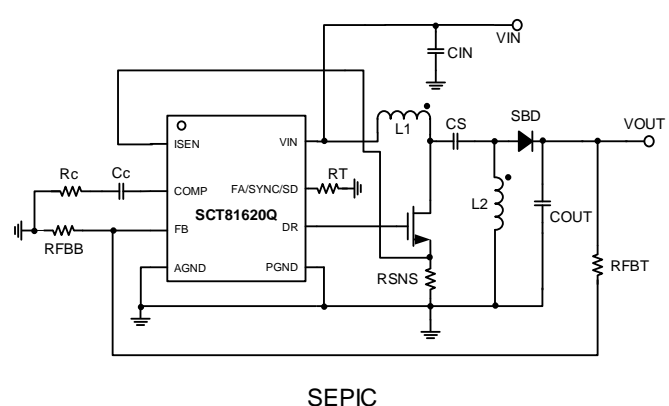 VIN
CIN
L1
CS
SBD
VOUT
ISEN
VIN
Rc
Cc
COMP
FA/SYNC/SD
RT
SCT81620Q
L2
COUT
RFBB
FB
DR
RFBT
AGND
PGND
RSNS
SEPIC